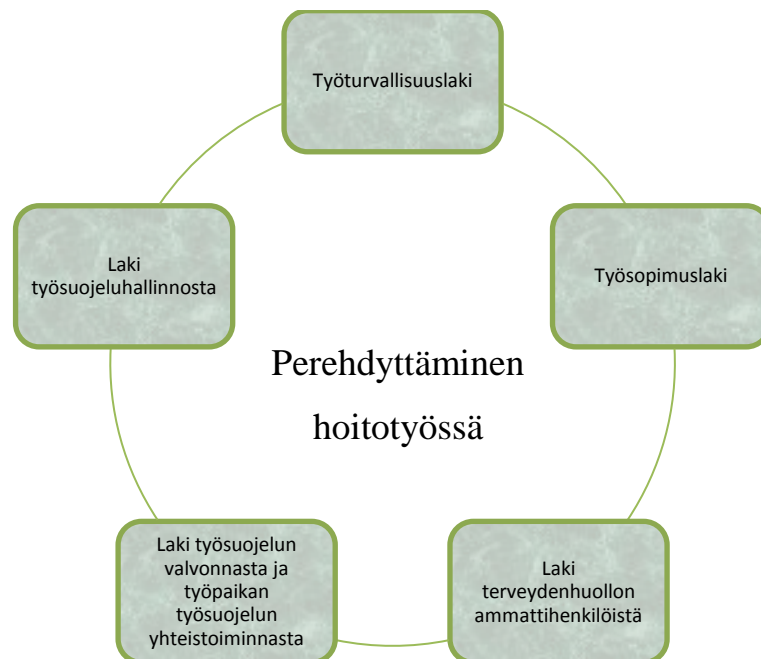 Työturvallisuuslaki
Laki
työsuojeluhallinnosta
Työsopimuslaki
Perehdyttäminen
hoitotyössä
Laki työsuojelun
valvonnasta ja
työpaikan
työsuojelun
yhteistoiminnasta
Laki
terveydenhuollon
ammattihenkilöistä